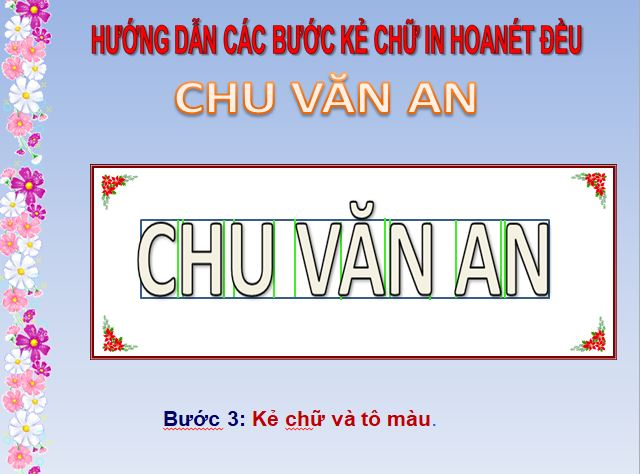 HƯỚNG DẪN CÁC BƯỚC KẺ CHỮ IN HOANÉT ĐỀU
CHU VĂN AN
CHU VĂN AN
Bước 3: Kẻ chữ và tô màu.